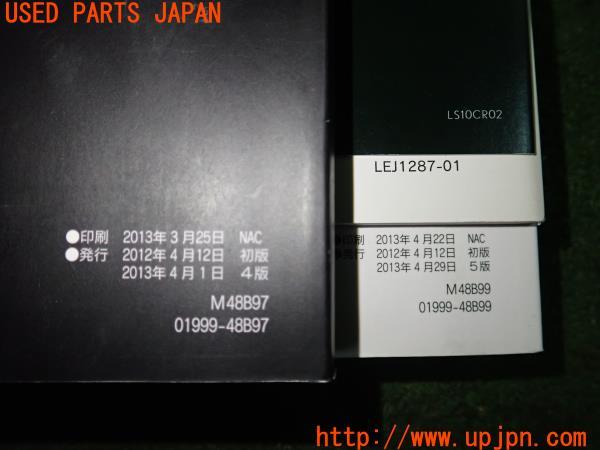 USED PARTS JAPAN
LS10CR02
LEJ1287-01
●印刷 2013年3月25日 NAC
●発行 2012年4月12日 初版
2013年4月1日 4版
M48B97
01999-48B97
●印刷 2013年4月22日 NAC
●発行 2012年4月12日 初版
2013年4月29日 5版
M48B99
01999-48B99
http://www.upjpn.com/